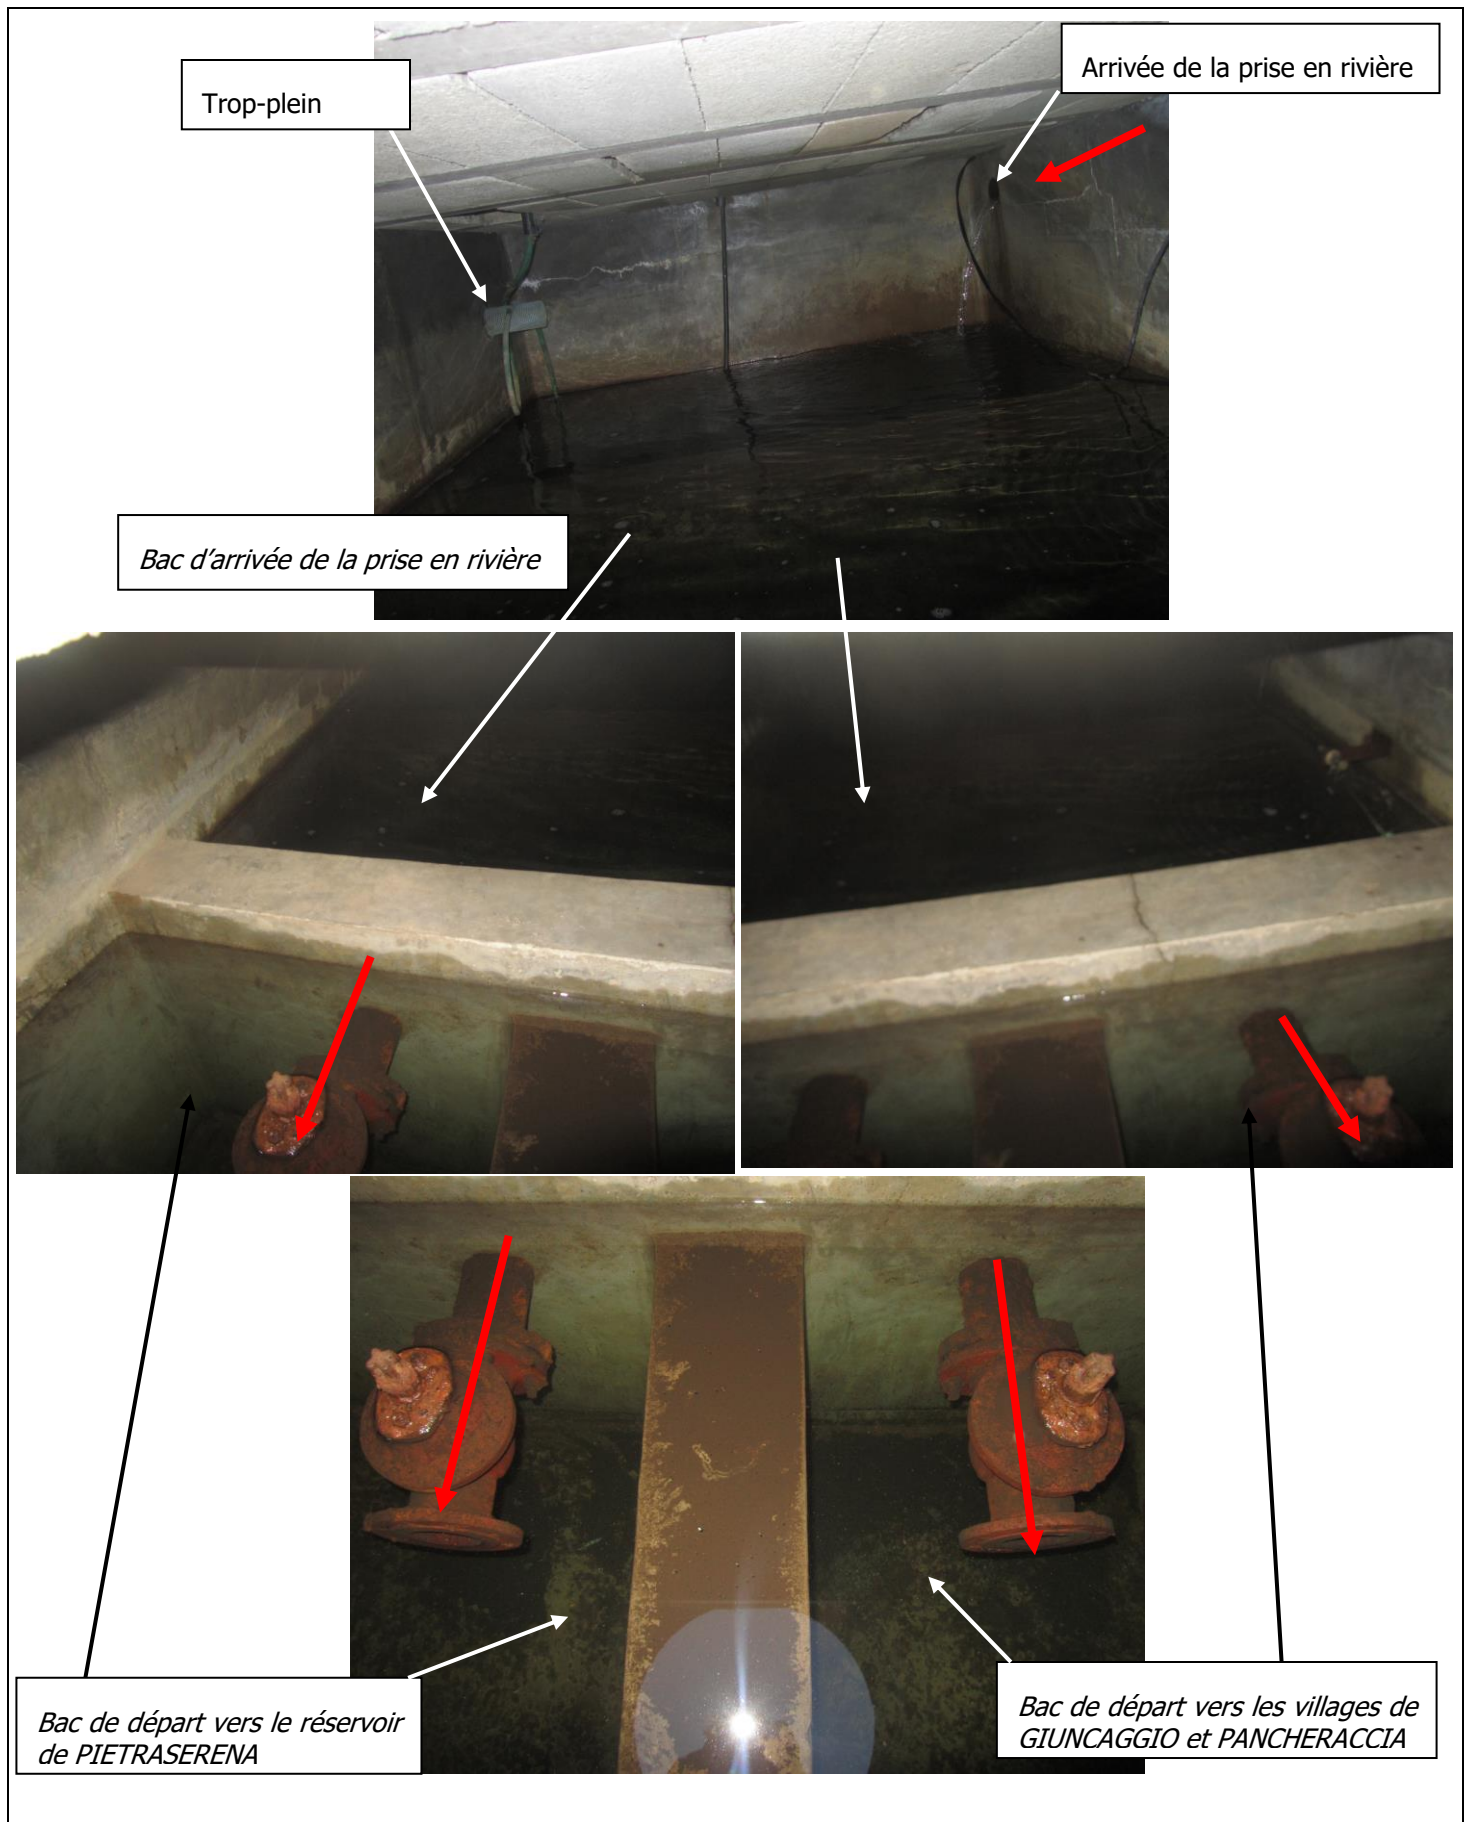 Trop-plein
Arrivée de la prise en rivière
Bac d'arrivée de la prise en rivière
Bac de départ vers le réservoir
de PIETRASERENA
Bac de départ vers les villages de
GIUNCAGGIO et PANCHERACCIA